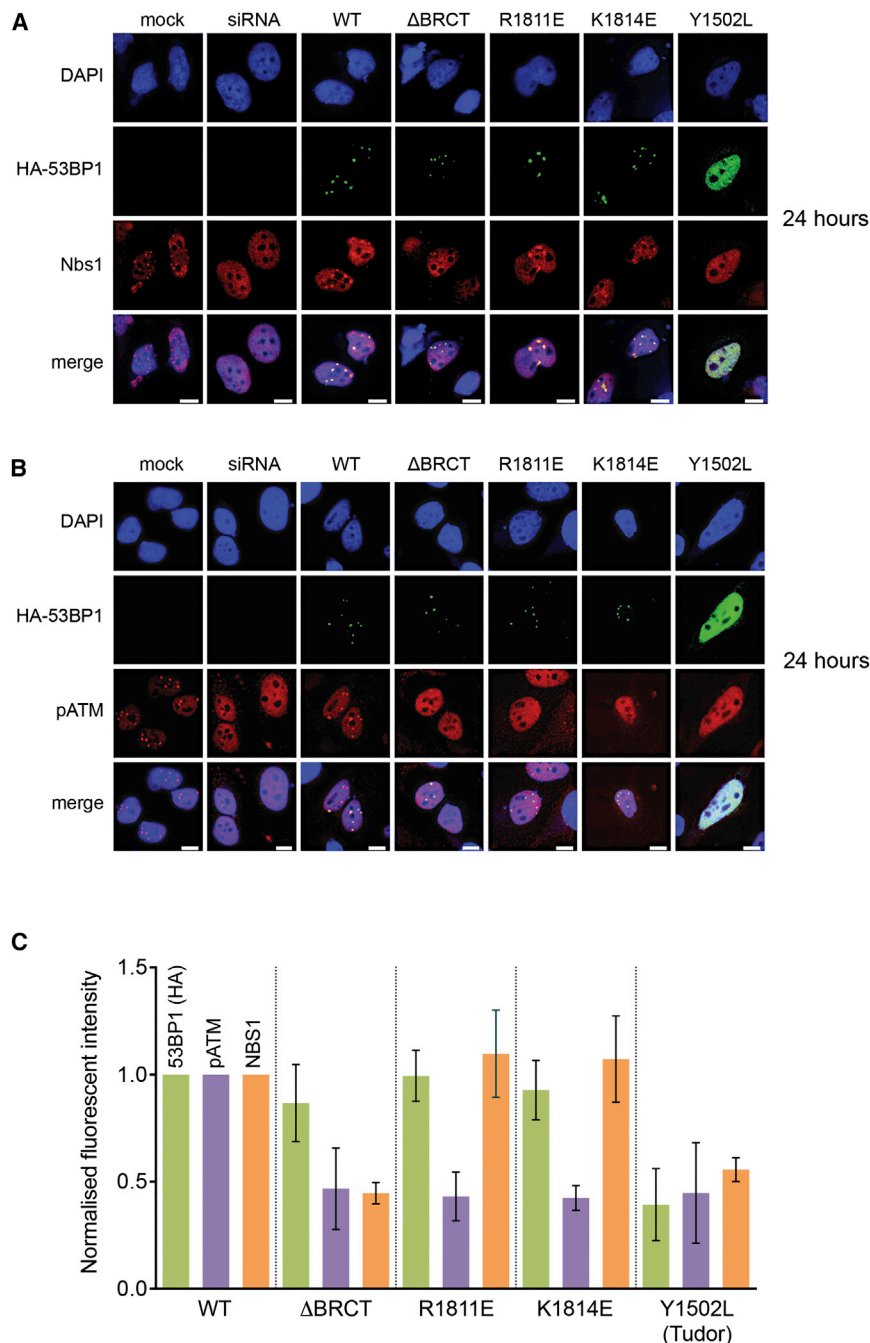 A
mock siRNA WT ΔBRCT R1811E K1814E Y1502L
DAPI
HA-53BP1
24 hours
Nbs1
merge
B
mock siRNA WT ΔBRCT R1811E K1814E Y1502L
DAPI
HA-53BP1
24 hours
pATM
merge
C
Normalised fluorescent intensity
1.5
1.0
0.5
0.0
53BP1 (HA)
pATM
NBS1
WT ΔBRCT R1811E K1814E Y1502L
(Tudor)